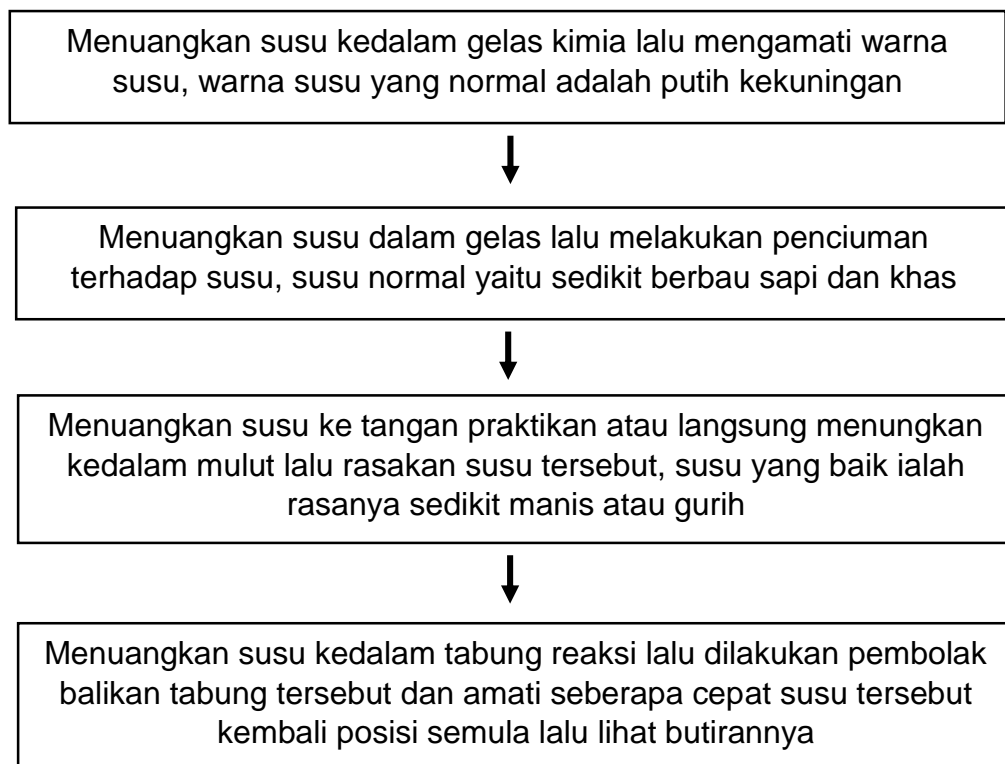 Menuangkan susu kedalam gelas kimia lalu mengamati warna
susu, warna susu yang normal adalah putih kekuningan
Menuangkan susu dalam gelas lalu melakukan penciuman
terhadap susu, susu normal yaitu sedikit berbau sapi dan khas
Menuangkan susu ke tangan praktikan atau langsung menungkan
kedalam mulut lalu rasakan susu tersebut, susu yang baik ialah
rasanya sedikit manis atau gurih
Menuangkan susu kedalam tabung reaksi lalu dilakukan pembolak
balikan tabung tersebut dan amati seberapa cepat susu tersebut
kembali posisi semula lalu lihat butirannya